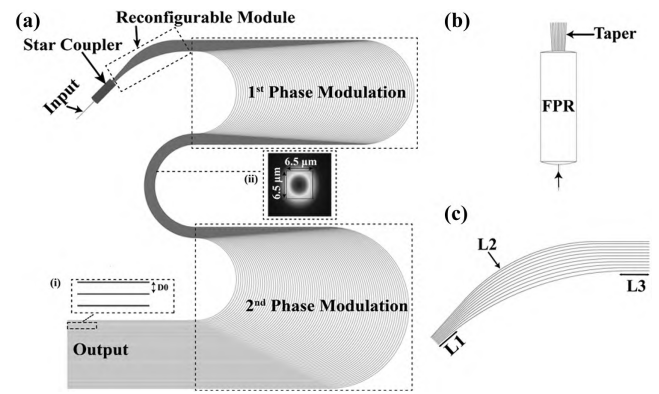 (a)
Reconfigurable Module
Star Coupler
Input
1st Phase Modulation
(ii)
6.5 μm
6.5 μm
(i)
D0
2nd Phase Modulation
Output
(b)
Taper
FPR
(c)
L2
L1
L3